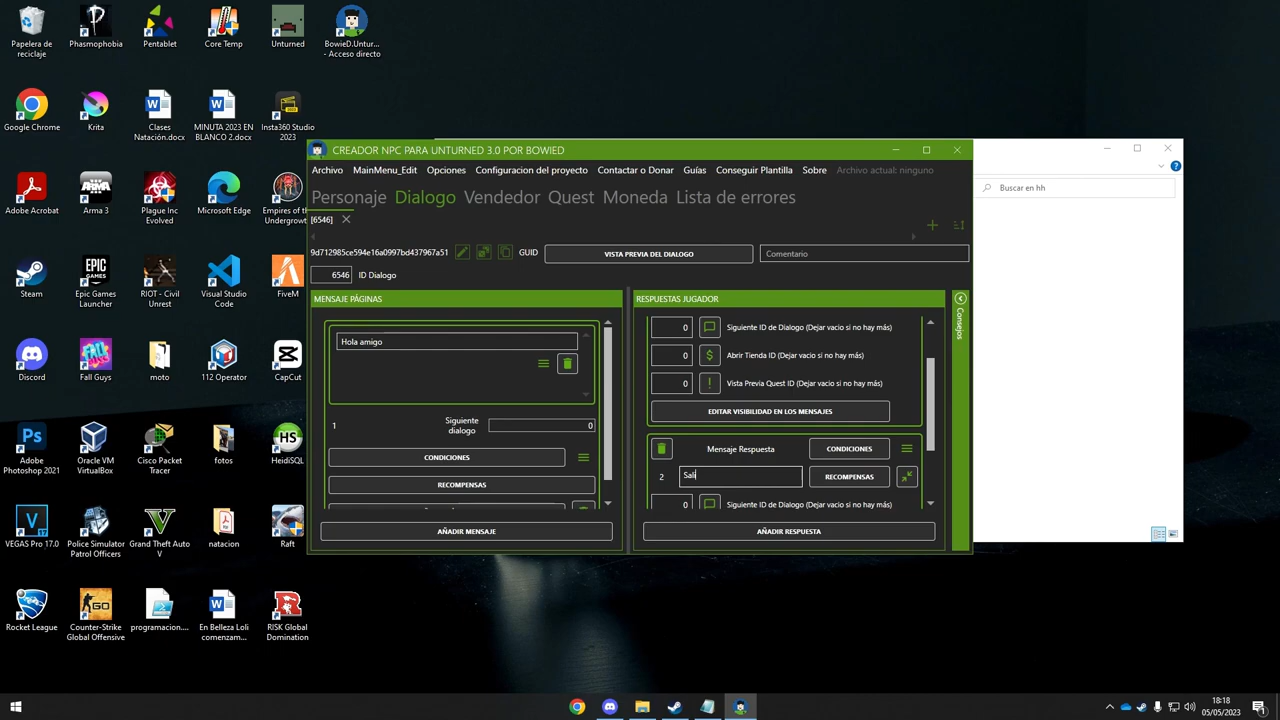 Papelera de
reciclaje
Phasmophobia
Pentablet
Core Temp
Unturned
BowieD.Untur...
- Acceso directo
Google Chrome
Krita
Clases
Natación.docx
MINUTA 2023 EN
BLANCO 2.docx
Insta360 Studio
2023
Adobe Acrobat
Arma 3
Plague Inc
Evolved
Microsoft Edge
Empires of the
Undergrowth
Steam
Epic Games
Launcher
RIOT - Civil
Unrest
Visual Studio
Code
FiveM
Discord
Fall Guys
moto
112 Operator
CapCut
Adobe
Photoshop 2021
Oracle VM
VirtualBox
Cisco Packet
Tracer
fotos
HeidiSQL
VEGAS Pro 17.0
Police Simulator
Patrol Officers
Grand Theft Auto
V
natacion
Raft
Rocket League
Counter-Strike
Global Offensive
programacion....
En Belleza Loli
comenzam...
RISK Global
Domination
CREADOR NPC PARA UNTURNED 3.0 POR BOWIED
Archivo MainMenu_Edit Opciones Configuracion del proyecto Contactar o Donar Guías Conseguir Plantilla Sobre Archivo actual: ninguno
Personaje Dialogo Vendedor Quest Moneda Lista de errores
[6546]
9d712985ce594e16a0997bd437967a51 GUID VISTA PREVIA DEL DIALOGO Comentario
6546 ID Dialogo
MENSAJE PÁGINAS
Hola amigo
1 Siguiente
dialogo 0
CONDICIONES
RECOMPENSAS
AÑADIR MENSAJE
RESPUESTAS JUGADOR
0 Siguiente ID de Dialogo (Dejar vacio si no hay más)
0 Abrir Tienda ID (Dejar vacio si no hay más)
0 Vista Previa Quest ID (Dejar vacio si no hay más)
EDITAR VISIBILIDAD EN LOS MENSAJES
Mensaje Respuesta CONDICIONES
2 Sali RECOMPENSAS
0 Siguiente ID de Dialogo (Dejar vacio si no hay más)
AÑADIR RESPUESTA
Consejos
Buscar en hh
18:18
05/05/2023